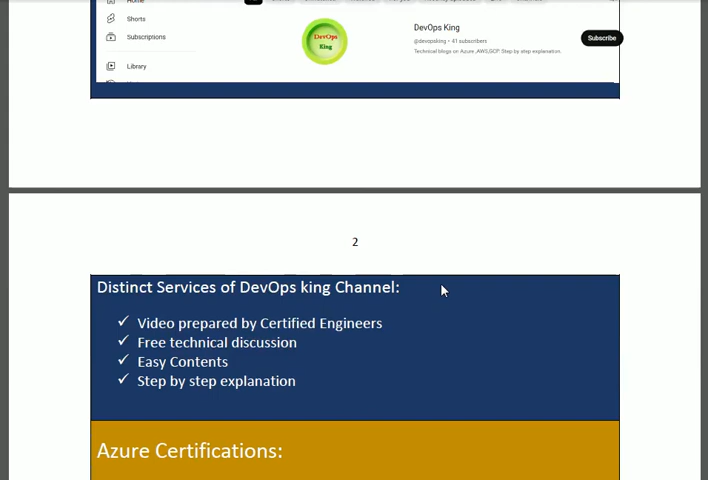 Home
Shorts
Subscriptions
Library
DevOps
King
DevOps King
@devopsking • 41 subscribers
Technical blogs on Azure ,AWS,GCP. Step by step explanation.
Subscribe
2
Distinct Services of DevOps king Channel:
✓ Video prepared by Certified Engineers
✓ Free technical discussion
✓ Easy Contents
✓ Step by step explanation
Azure Certifications: